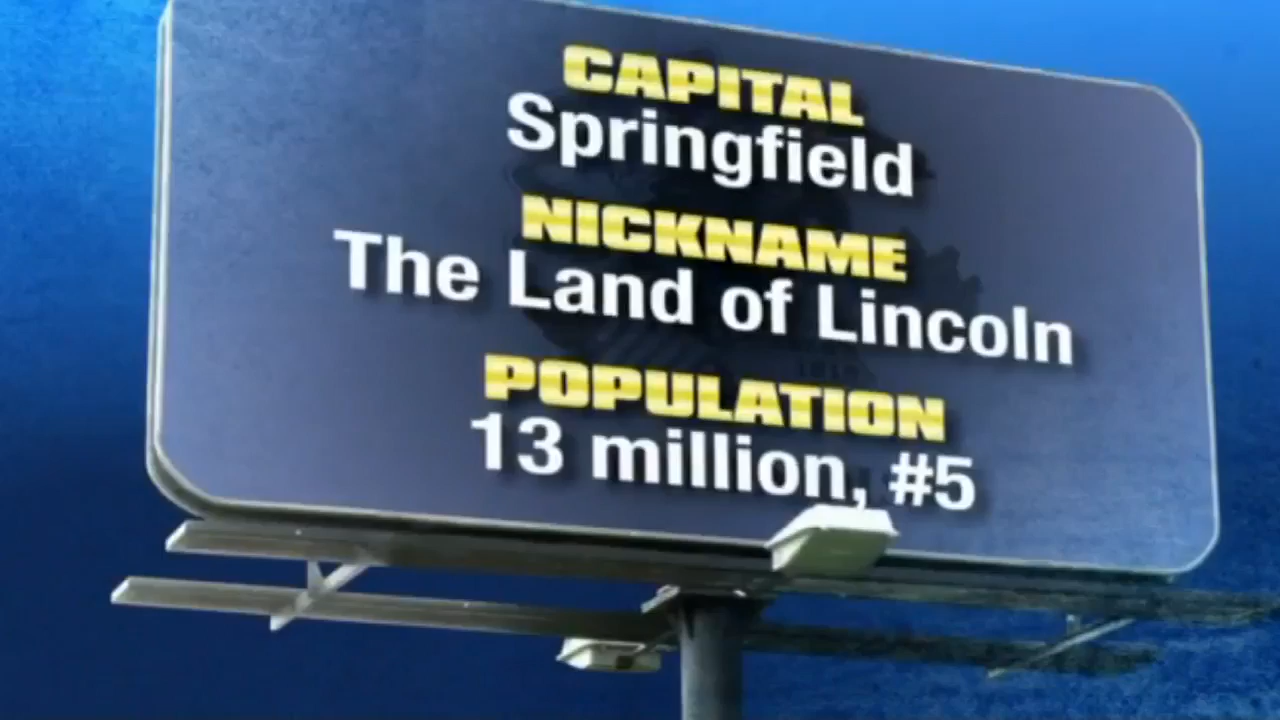 CAPITAL
Springfield
NICKNAME
The Land of Lincoln
POPULATION
13 million, #5